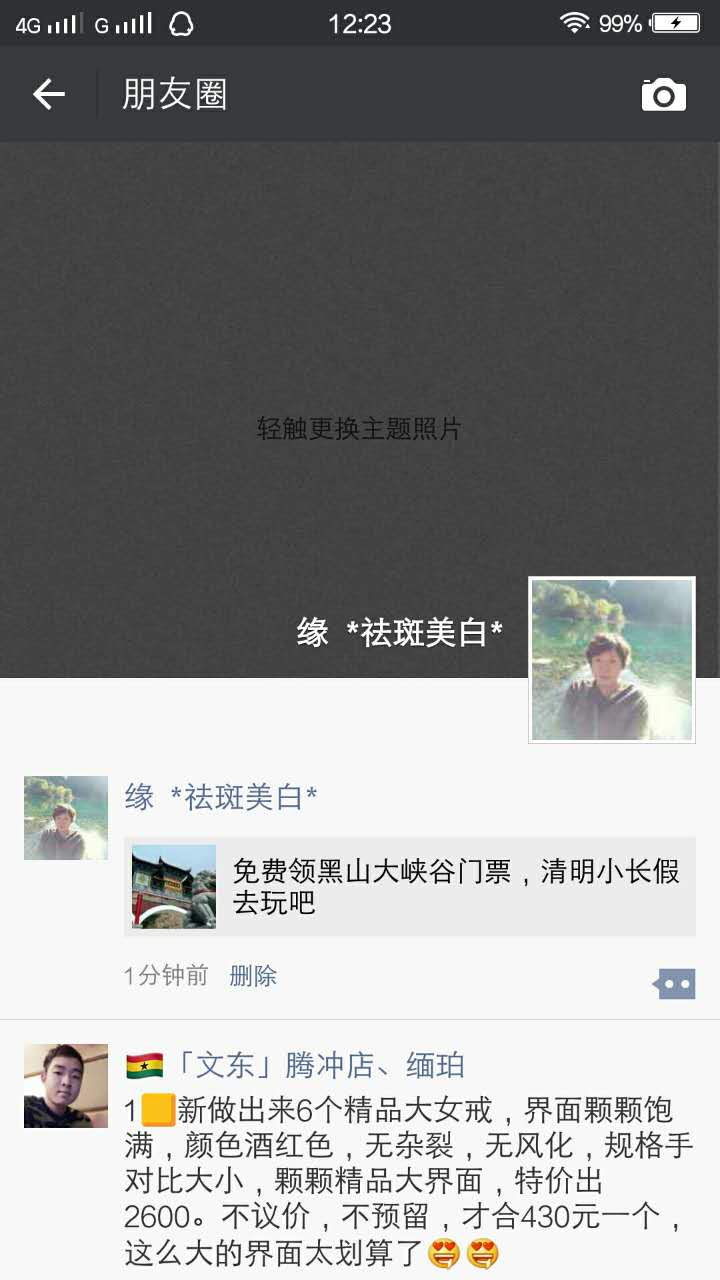 4G G 12:23 99%
朋友圈
轻触更换主题照片
缘 *祛斑美白*
缘 *祛斑美白*
免费领黑山大峡谷门票，清明小长假
去玩吧
1分钟前 删除
🇬🇭「文东」腾冲店、缅珀
1🟨新做出来6个精品大女戒，界面颗颗饱
满，颜色酒红色，无杂裂，无风化，规格手
对比大小，颗颗精品大界面，特价出
2600。不议价，不预留，才合430元一个，
这么大的界面太划算了😍😍